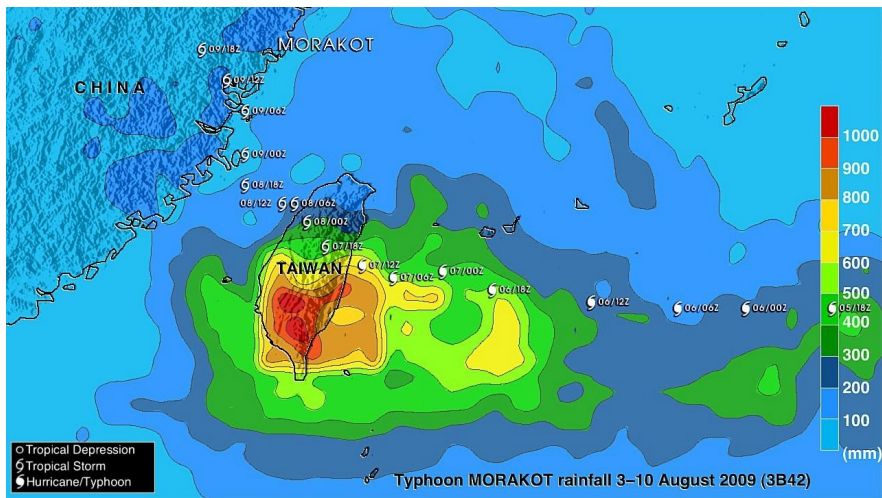 MORAKOT
09/18Z
CHINA
09/12Z
09/06Z
09/00Z
08/18Z
08/12Z
08/06Z
08/00Z
07/18Z
TAIWAN
07/12Z
07/06Z
07/00Z
06/18Z
06/12Z
06/06Z
06/00Z
05/18Z
1000
900
800
700
600
500
400
300
200
100
(mm)
Tropical Depression
Tropical Storm
Hurricane/Typhoon
Typhoon MORAKOT rainfall 3–10 August 2009 (3B42)